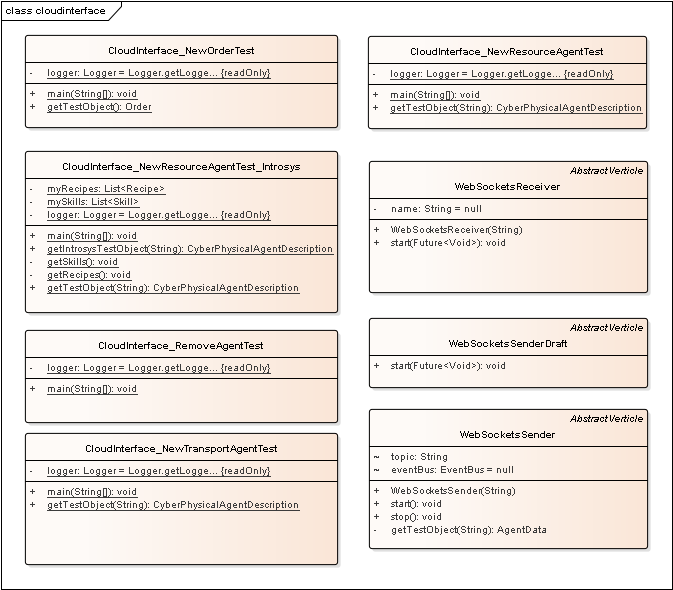 class cloudinterface
CloudInterface_NewOrderTest
- logger: Logger = Logger.getLogge... {readOnly}
+ main(String[]): void
+ getTestObject(): Order
CloudInterface_NewResourceAgentTest
- logger: Logger = Logger.getLogge... {readOnly}
+ main(String[]): void
+ getTestObject(String): CyberPhysicalAgentDescription
CloudInterface_NewResourceAgentTest_Introsys
- myRecipes: List<Recipe>
- mySkills: List<Skill>
- logger: Logger = Logger.getLogge... {readOnly}
+ main(String[]): void
+ getIntrosysTestObject(String): CyberPhysicalAgentDescription
- getSkills(): void
- getRecipes(): void
+ getTestObject(String): CyberPhysicalAgentDescription
AbstractVerticle
WebSocketsReceiver
- name: String = null
+ WebSocketsReceiver(String)
+ start(Future<Void>): void
CloudInterface_RemoveAgentTest
- logger: Logger = Logger.getLogge... {readOnly}
+ main(String[]): void
AbstractVerticle
WebSocketsSenderDraft
+ start(Future<Void>): void
CloudInterface_NewTransportAgentTest
- logger: Logger = Logger.getLogge... {readOnly}
+ main(String[]): void
+ getTestObject(String): CyberPhysicalAgentDescription
AbstractVerticle
WebSocketsSender
~ topic: String
~ eventBus: EventBus = null
+ WebSocketsSender(String)
+ start(): void
+ stop(): void
- getTestObject(String): AgentData